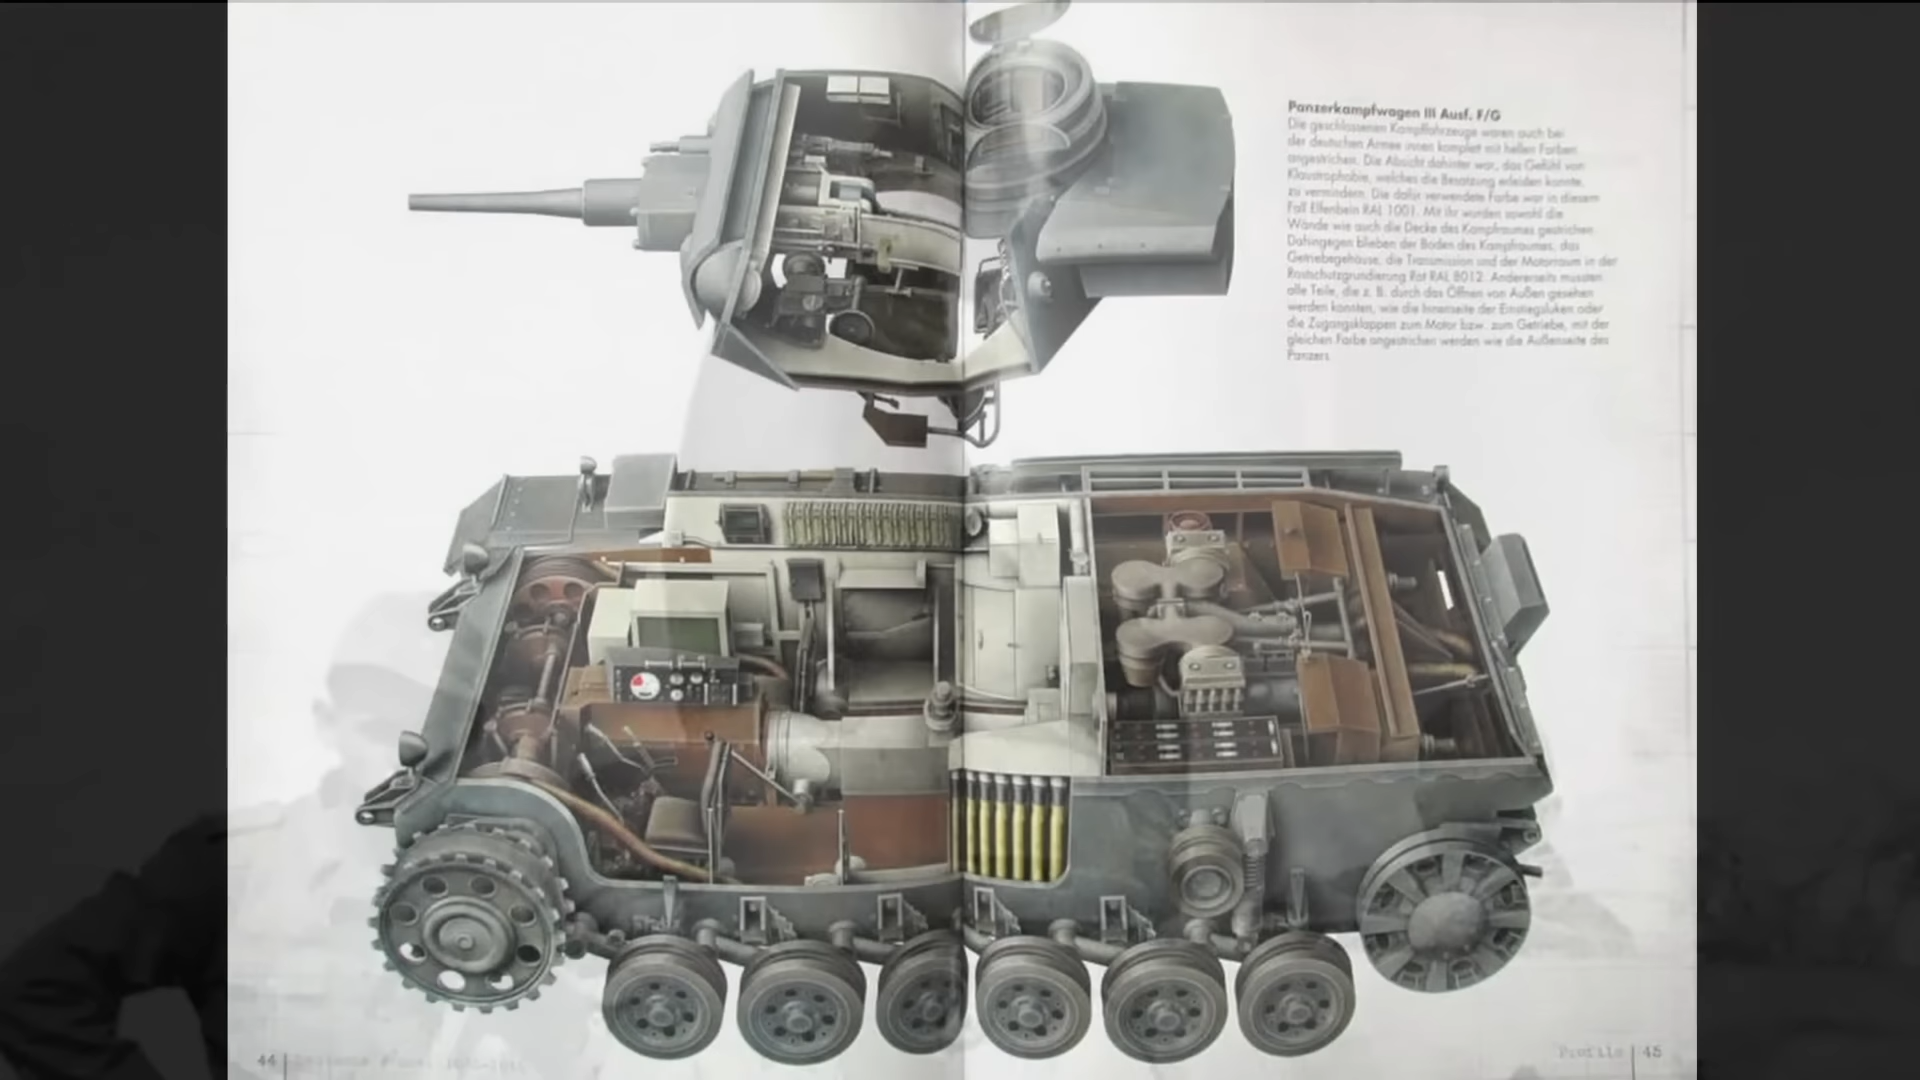 Panzerkampfwagen III Ausf. F/G
Die geschlossenen Kampffahrzeuge waren auch bei
der deutschen Armee innen komplett mit hellen Farben
angestrichen. Die Absicht dahinter war, das Gefühl von
Klaustrophobie, welches die Besatzung erleiden konnte,
zu vermindern. Die dafür verwendete Farbe war in diesem
Fall Elfenbein RAL 1001. Mit ihr wurden sowohl die
Wände wie auch die Decke des Kampfraumes gestrichen.
Dahingegen blieben der Boden des Kampfraumes, das
Getriebegehäuse, die Transmission und der Motorraum in der
Rostschutzgrundierung Rot RAL 8012. Andererseits mussten
alle Teile, die z. B. durch das Öffnen von Außen gesehen
werden konnten, wie die Innenseite der Einstiegsluken oder
die Zugangsklappen zum Motor bzw. zum Getriebe, mit der
gleichen Farbe angestrichen werden wie die Außenseite des
Panzers.
44
Profile | 45